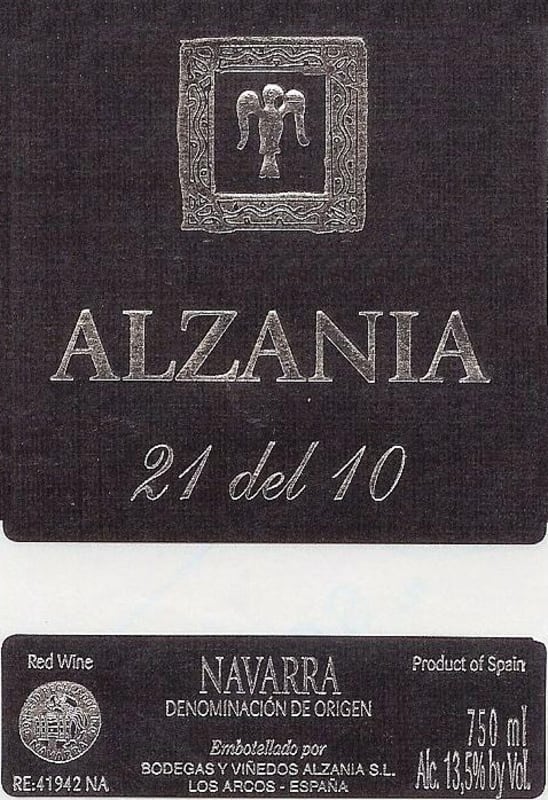 ALZANIA
21 del 10
Red Wine
NAVARRA
DENOMINACIÓN DE ORIGEN
Product of Spain
Embotellado por
BODEGAS Y VIÑEDOS ALZANIA S.L.
LOS ARCOS - ESPAÑA
RE:41942 NA
750 ml
Alc. 13,5% by Vol.